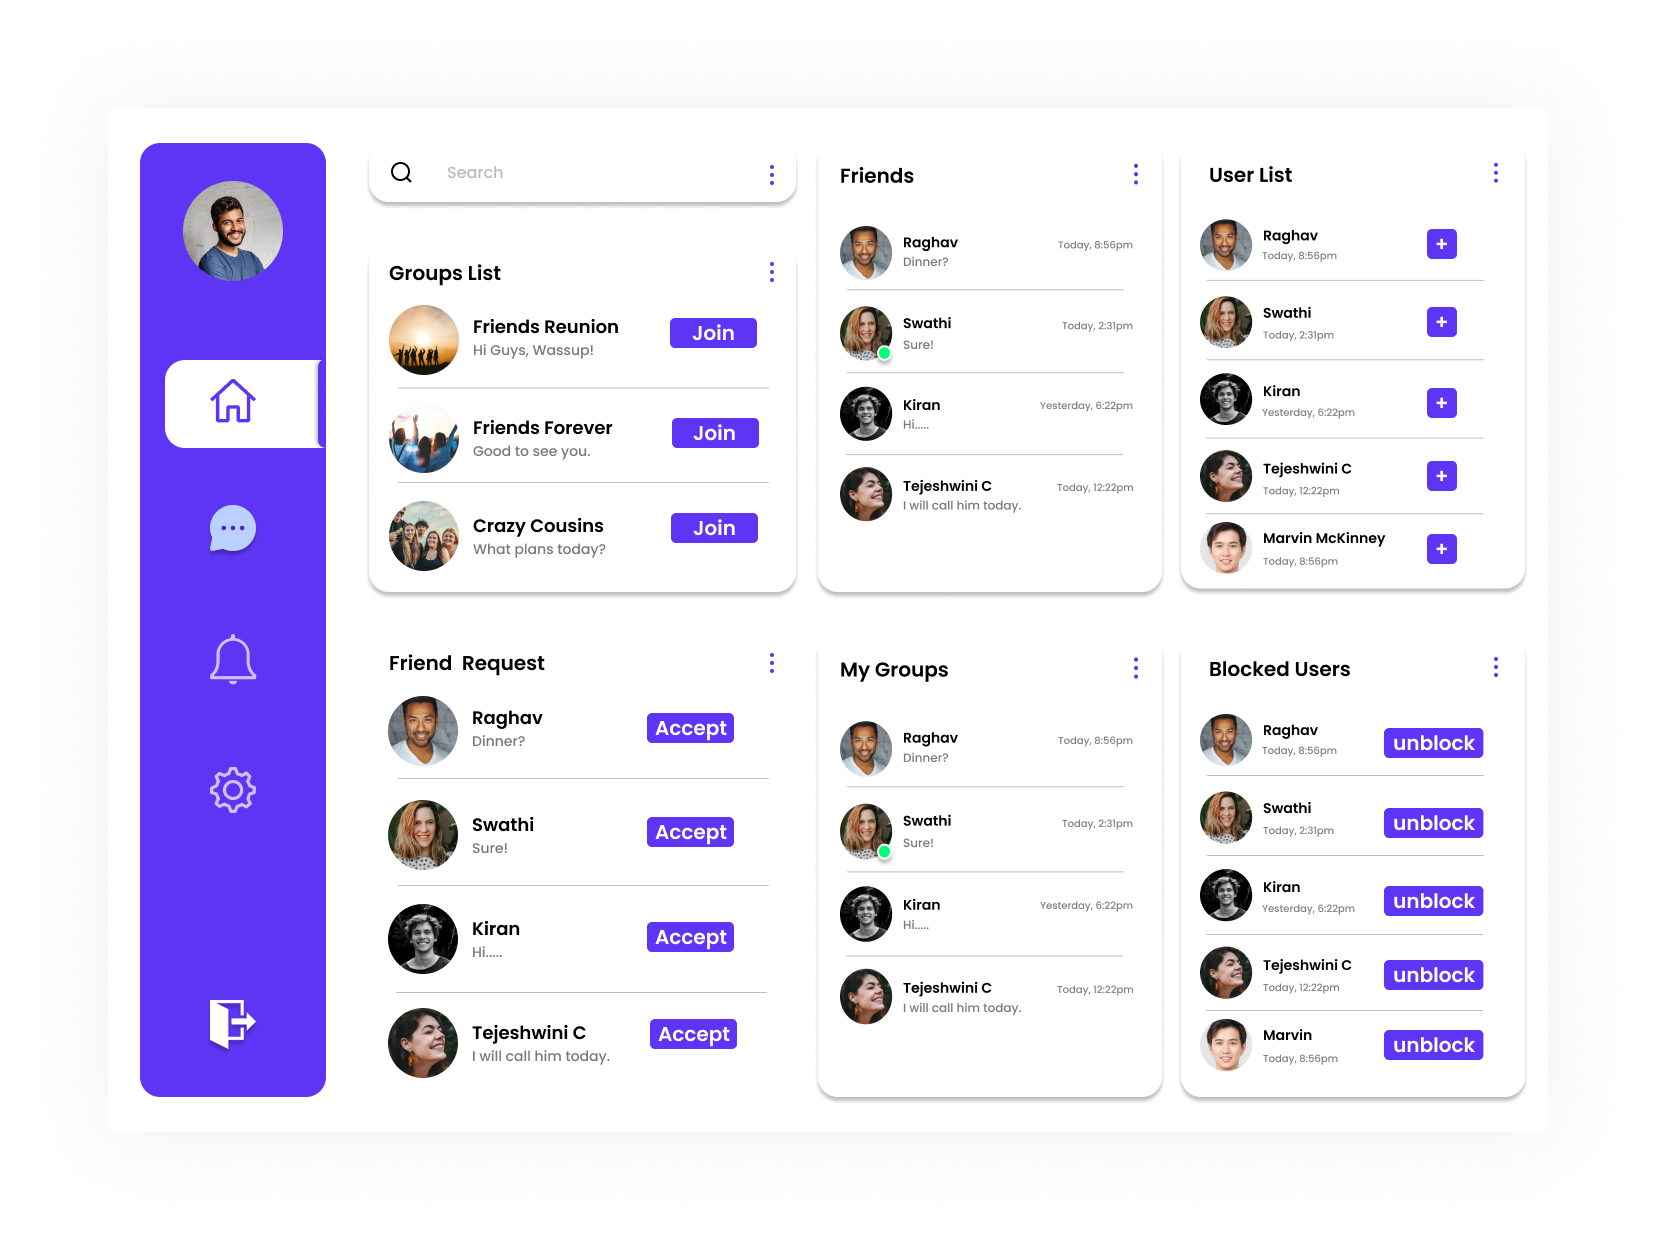 Search
Groups List
Friends Reunion
Hi Guys, Wassup!
Join
Friends Forever
Good to see you.
Join
Crazy Cousins
What plans today?
Join
Friends
Raghav
Today, 8:56pm
Dinner?
Swathi
Today, 2:31pm
Sure!
Kiran
Yesterday, 6:22pm
Hi.....
Tejeshwini C
Today, 12:22pm
I will call him today.
User List
Raghav
Today, 8:56pm
+
Swathi
Today, 2:31pm
+
Kiran
Yesterday, 6:22pm
+
Tejeshwini C
Today, 12:22pm
+
Marvin McKinney
Today, 8:56pm
+
Friend  Request
Raghav
Dinner?
Accept
Swathi
Sure!
Accept
Kiran
Hi.....
Accept
Tejeshwini C
I will call him today.
Accept
My Groups
Raghav
Today, 8:56pm
Dinner?
Swathi
Today, 2:31pm
Sure!
Kiran
Yesterday, 6:22pm
Hi.....
Tejeshwini C
Today, 12:22pm
I will call him today.
Blocked Users
Raghav
Today, 8:56pm
unblock
Swathi
Today, 2:31pm
unblock
Kiran
Yesterday, 6:22pm
unblock
Tejeshwini C
Today, 12:22pm
unblock
Marvin
Today, 8:56pm
unblock